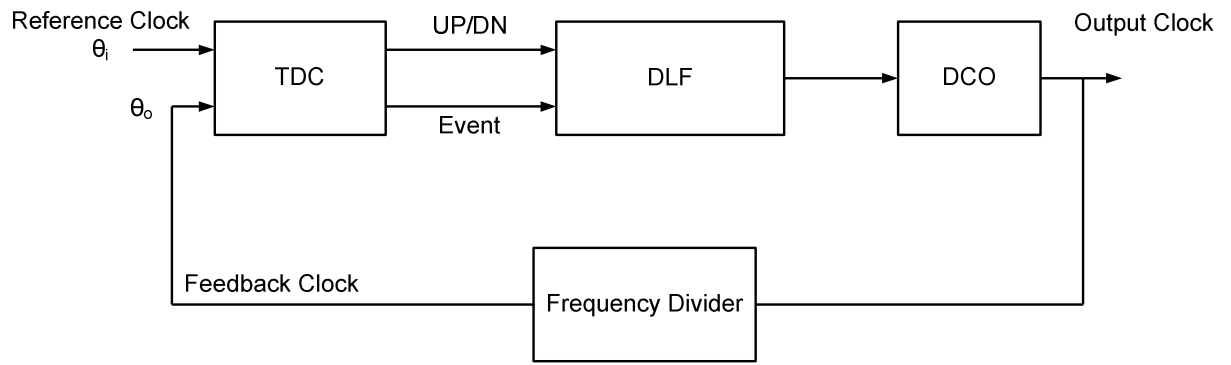 Reference Clock
θi
θo
TDC
UP/DN
Event
DLF
DCO
Output Clock
Feedback Clock
Frequency Divider